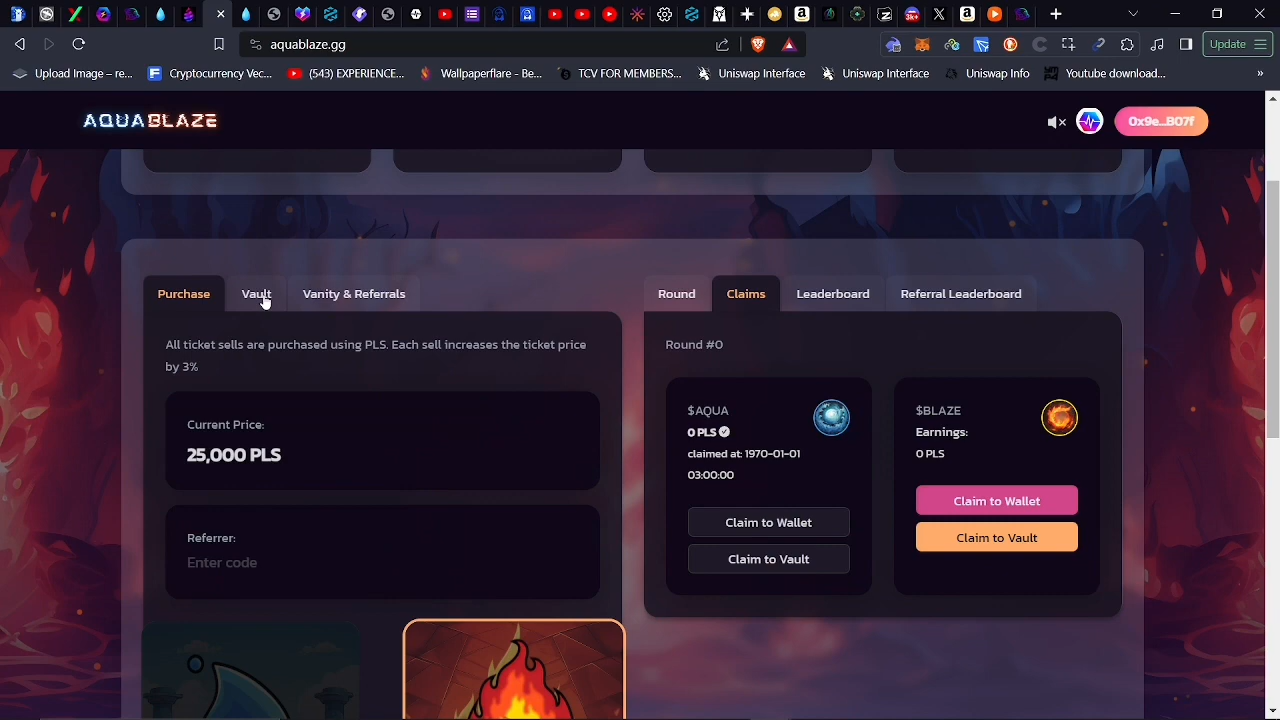 3k+
aquablaze.gg
Update
Upload Image – re...
Cryptocurrency Vec...
(543) EXPERIENCE...
Wallpaperflare - Be...
TCV FOR MEMBERS...
Uniswap Interface
Uniswap Interface
Uniswap Info
Youtube download...
»
AQUABLAZE
0x9e...B07f
Purchase
Vault
Vanity & Referrals
All ticket sells are purchased using PLS. Each sell increases the ticket price
by 3%
Current Price:
25,000 PLS
Referrer:
Enter code
Round
Claims
Leaderboard
Referral Leaderboard
Round #0
$AQUA
0 PLS
claimed at: 1970-01-01
03:00:00
Claim to Wallet
Claim to Vault
$BLAZE
Earnings:
0 PLS
Claim to Wallet
Claim to Vault